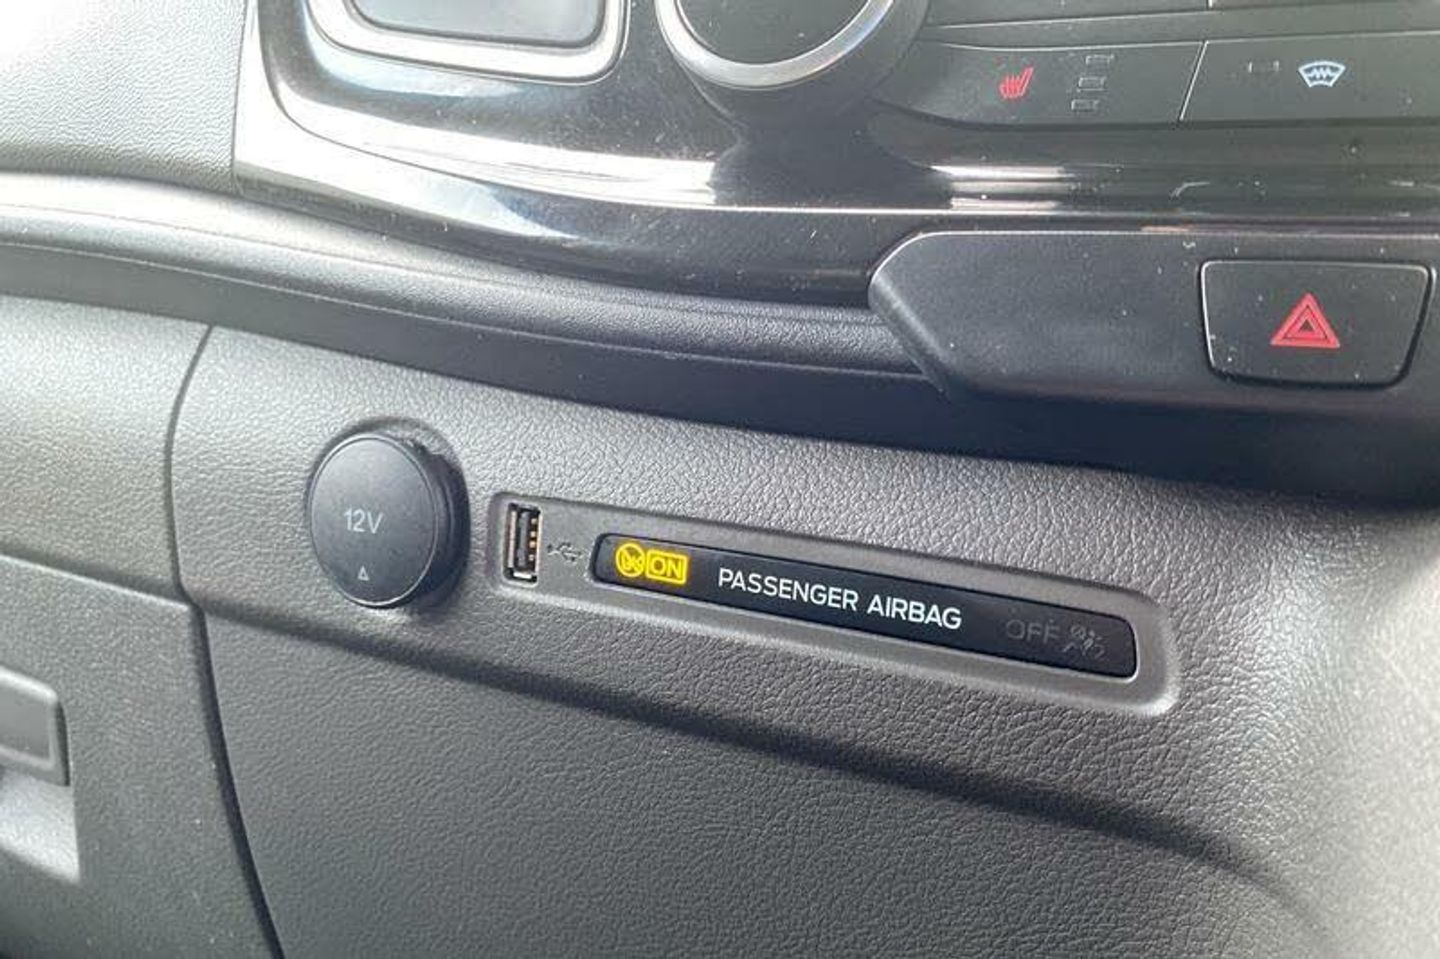 12V
ON PASSENGER AIRBAG OFF